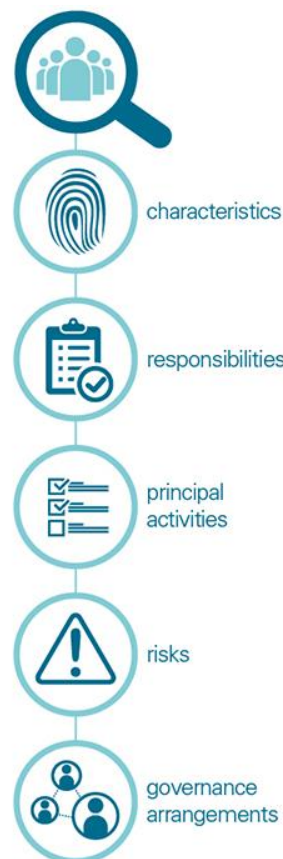 characteristics
responsibilities
principal
activities
risks
governance
arrangements